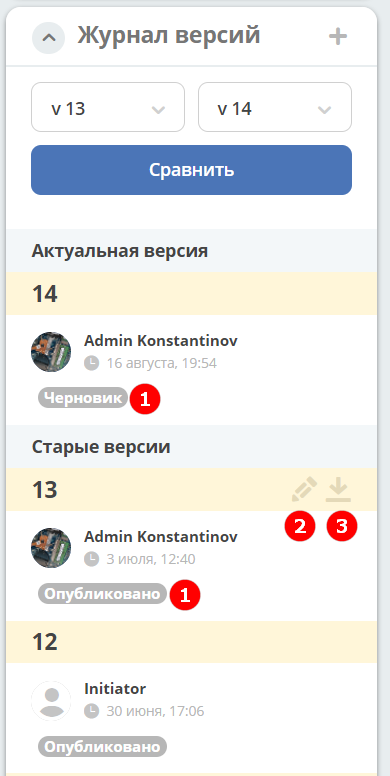 Журнал версий
v 13 v 14
Сравнить
Актуальная версия
14
Admin Konstantinov
16 августа, 19:54
Черновик 1
Старые версии
13
2 3
Admin Konstantinov
3 июля, 12:40
Опубликовано 1
12
Initiator
30 июня, 17:06
Опубликовано